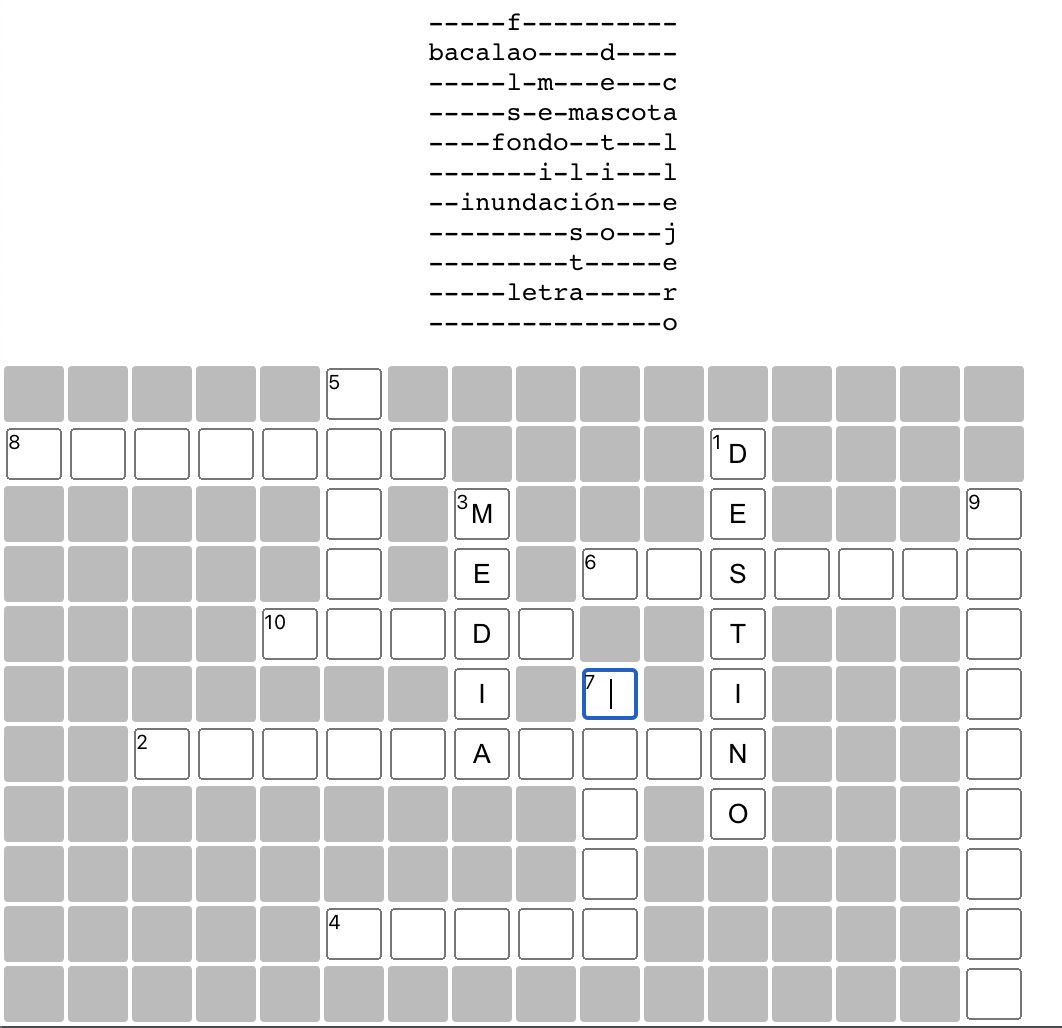 -----f----------
bacalao----d----
-----l-m---e---c
-----s-e-mascota
----fondo--t---l
-------i-l-i---l
--inundación---e
---------s-o---j
---------t-----e
-----letra-----r
---------------o
5
8 1 D
3 M E 9
E 6 S
10 D T
I 7 I
2 A N
O
4